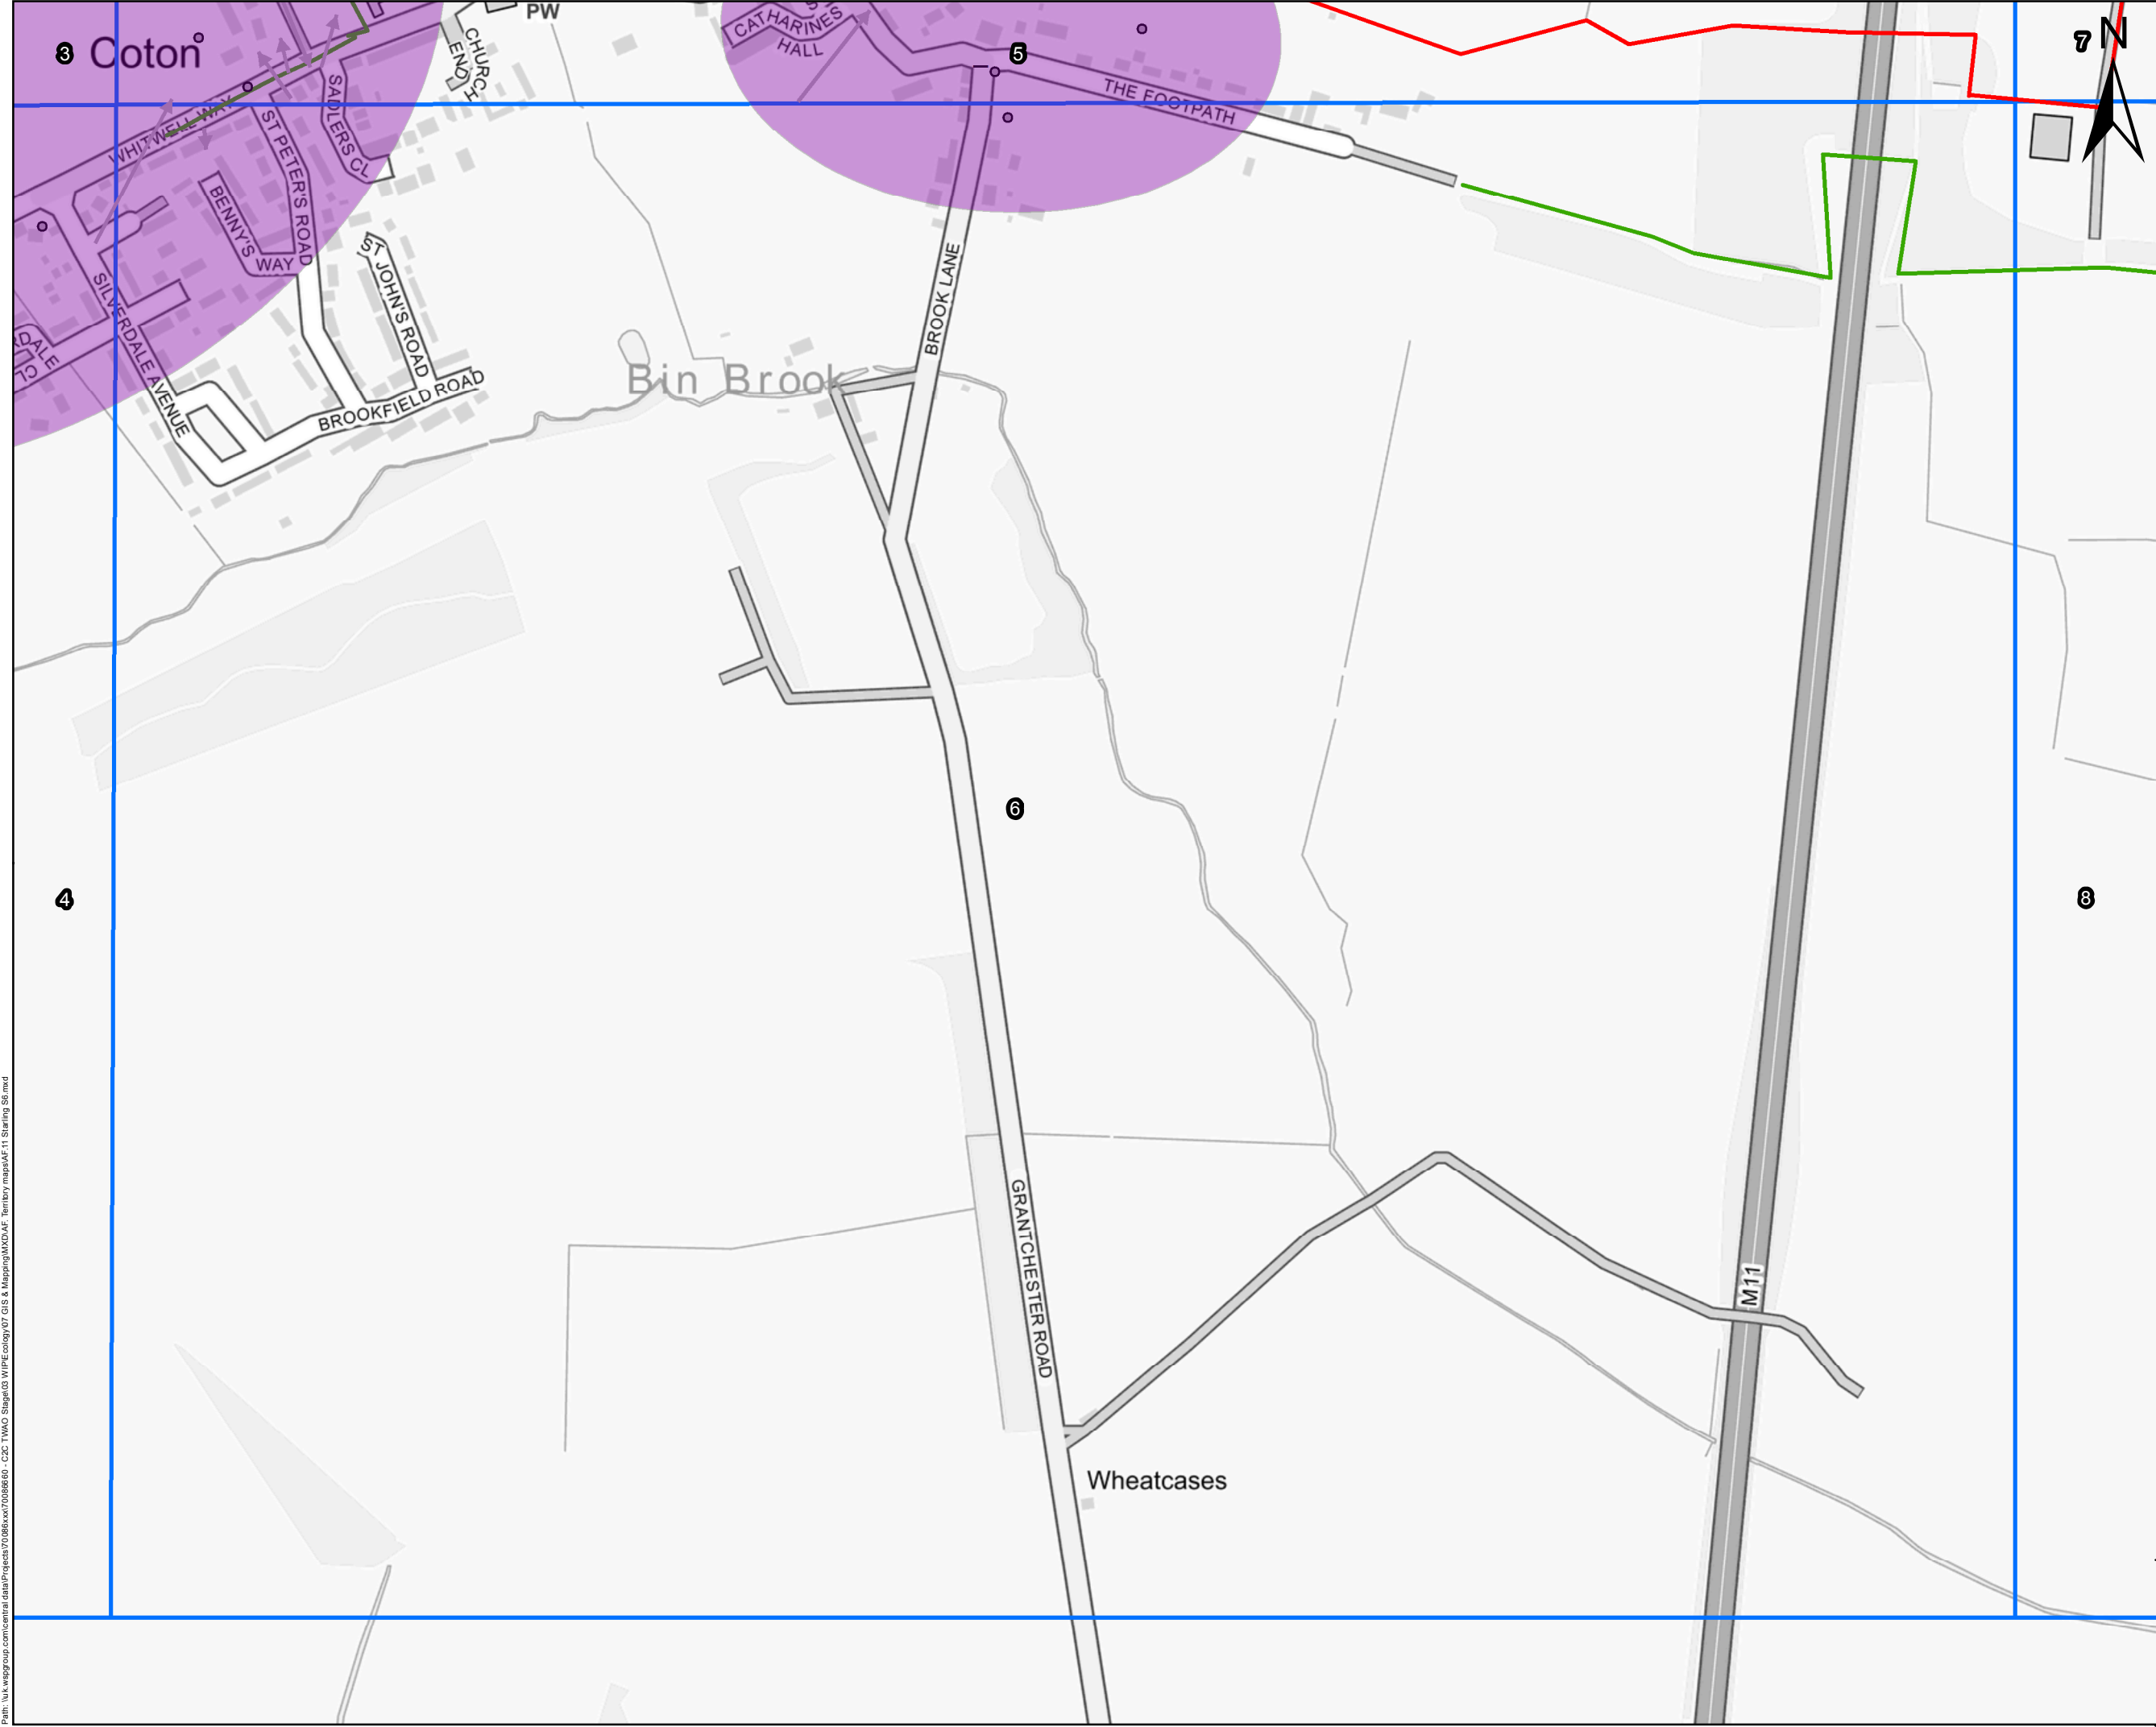 PW
3
Coton
CATHARINES
HALL
5
7
N
CHURCH
END
SADLERS CL
THE FOOTPATH
WHITWELL WAY
ST PETER'S ROAD
BENNY'S
WAY
ST
JOHN'S ROAD
SILVERDALE AVENUE
BROOK LANE
CL
Bin Brook
BROOKFIELD ROAD
6
4
8
GRANTCHESTER ROAD
M11
Wheatcases